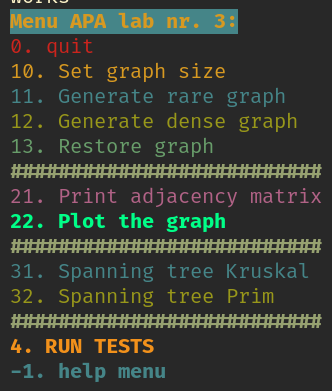 works
Menu APA lab nr. 3:
0. quit
10. Set graph size
11. Generate rare graph
12. Generate dense graph
13. Restore graph
##########################
21. Print adjacency matrix
22. Plot the graph
##########################
31. Spanning tree Kruskal
32. Spanning tree Prim
##########################
4. RUN TESTS
-1. help menu